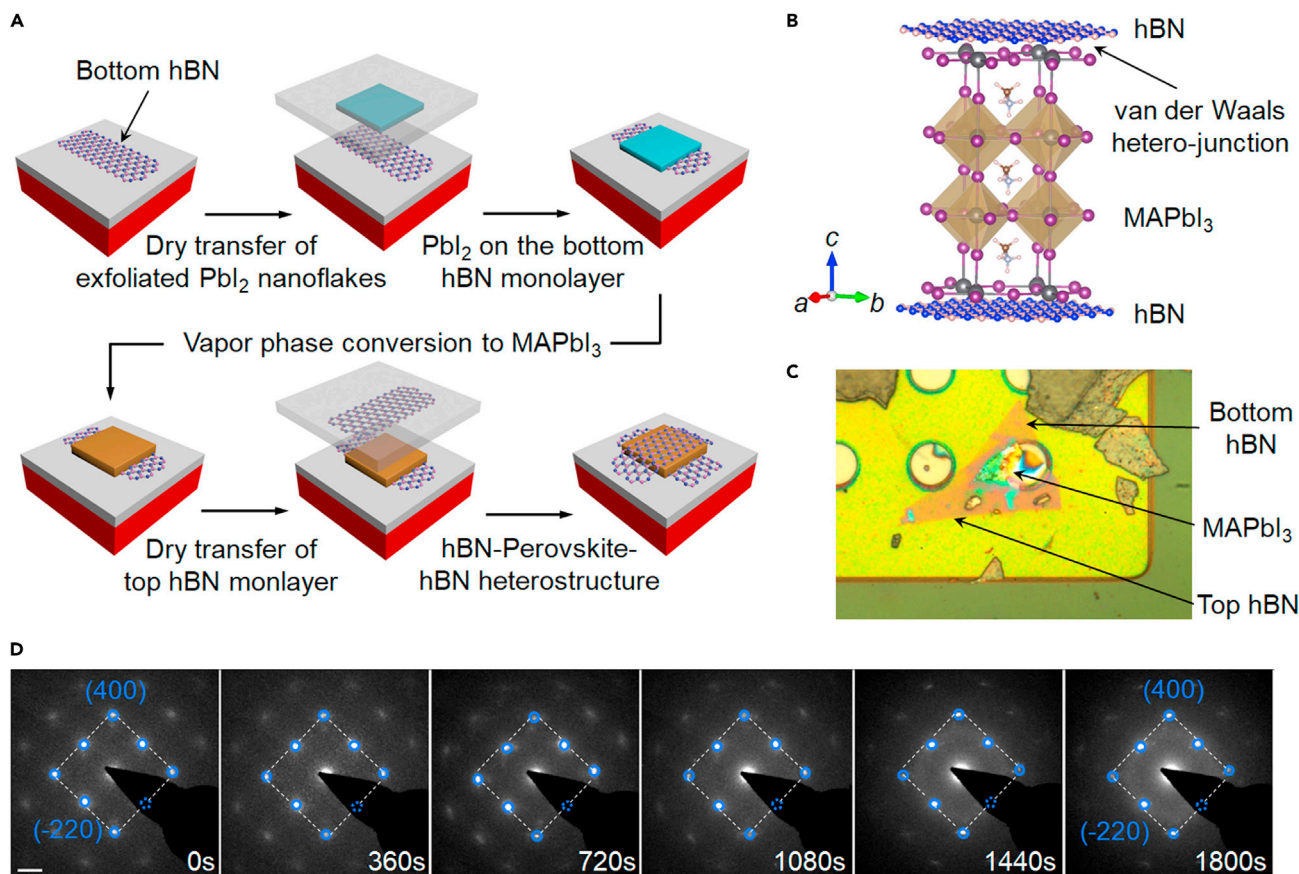 A
Bottom hBN
Dry transfer of
exfoliated PbI2 nanoflakes
PbI2 on the bottom
hBN monolayer
Vapor phase conversion to MAPbI3
Dry transfer of
top hBN monlayer
hBN-Perovskite-
hBN heterostructure
B
hBN
van der Waals
hetero-junction
MAPbI3
c
a
b
hBN
C
Bottom
hBN
MAPbI3
Top hBN
D
(400)
(-220)
0s
360s
720s
1080s
1440s
(400)
(-220)
1800s